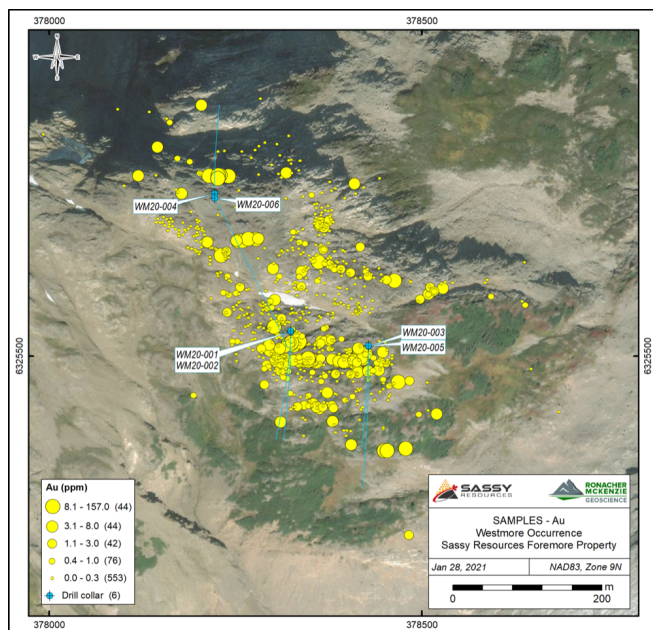 378000
378500
N
W
E
S
WM20-004
WM20-006
WM20-001
WM20-002
WM20-003
WM20-005
6325500
6325500
Au (ppm)
8.1 - 157.0 (44)
3.1 - 8.0 (44)
1.1 - 3.0 (42)
0.4 - 1.0 (76)
0.0 - 0.3 (553)
Drill collar (6)
SASSY
RESOURCES
RONACHER
MCKENZIE
GEOSCIENCE
SAMPLES - Au
Westmore Occurrence
Sassy Resources Foremore Property
Jan 28, 2021
NAD83, Zone 9N
m
0
200
378000
378500